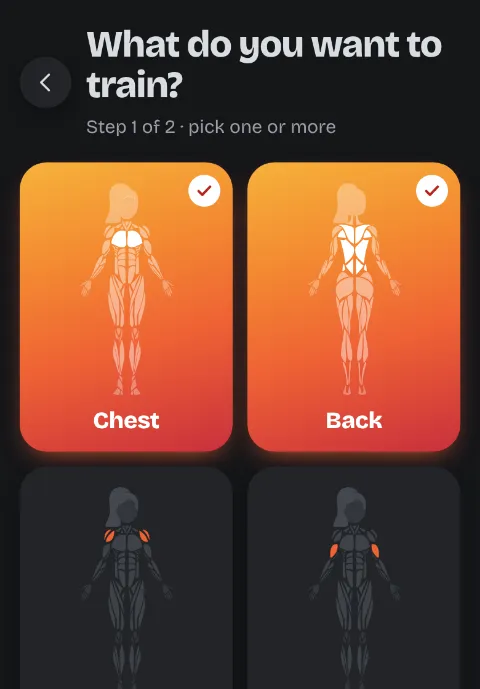 What do you want to
train?
Step 1 of 2 · pick one or more
Chest
Back